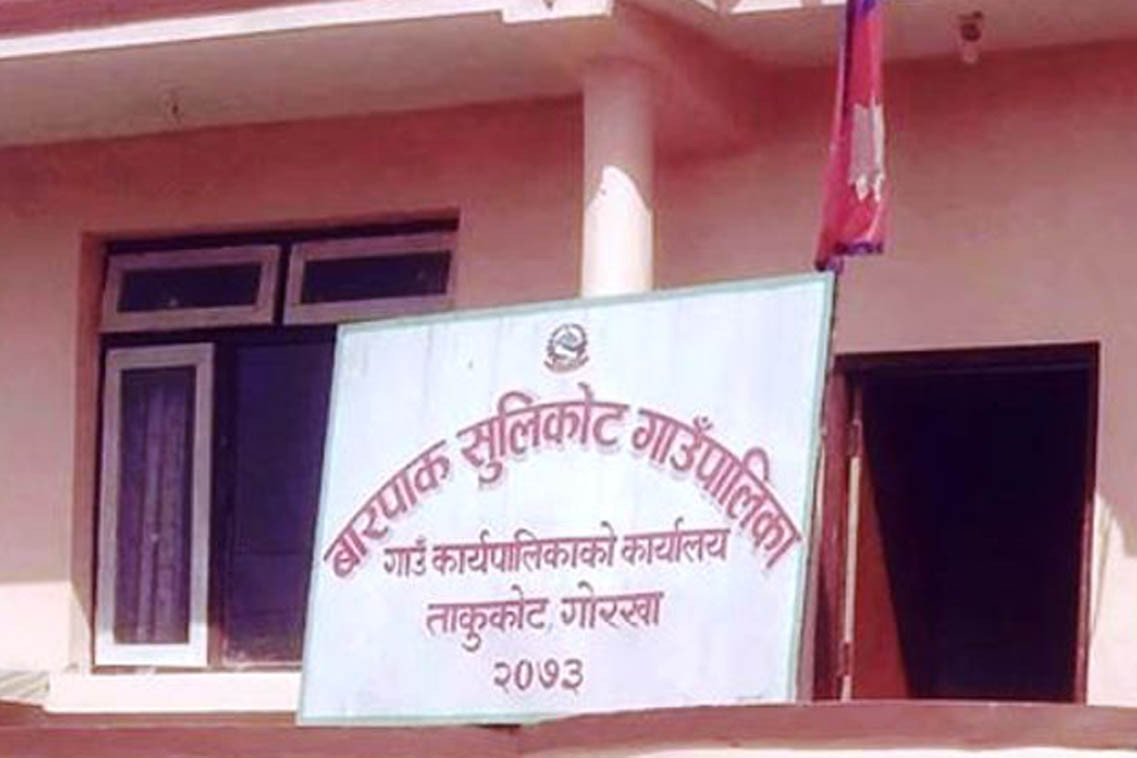 बारपाक सुलिकोट गाउँपालिका
गाउँ कार्यपालिकाको कार्यालय
ताकुकोट, गोरखा
२०७३